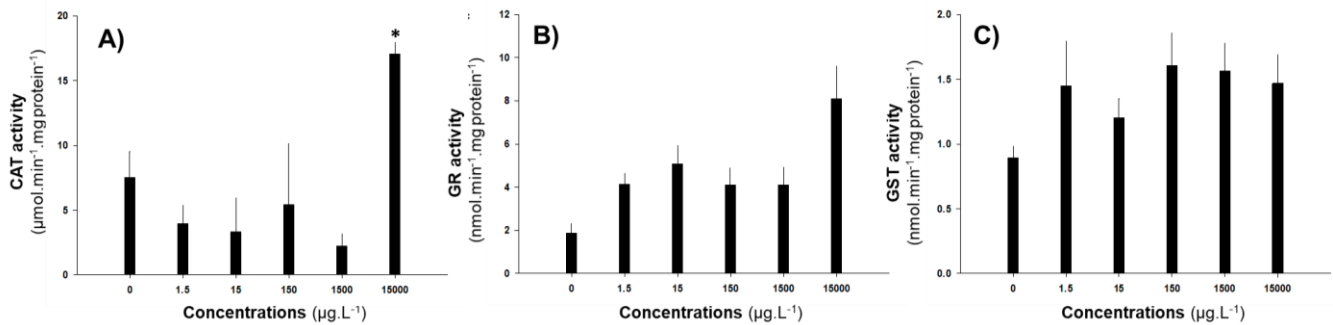 A)
*
CAT activity
(µmol.min⁻¹.mg protein⁻¹)
20
15
10
5
0
0 1.5 15 150 1500 15000
Concentrations (µg.L⁻¹)
B)
GR activity
(nmol.min⁻¹.mg protein⁻¹)
12
10
8
6
4
2
0
0 1.5 15 150 1500 15000
Concentrations (µg.L⁻¹)
C)
GST activity
(nmol.min⁻¹.mg protein⁻¹)
2.0
1.5
1.0
0.5
0.0
0 1.5 15 150 1500 15000
Concentrations (µg.L⁻¹)